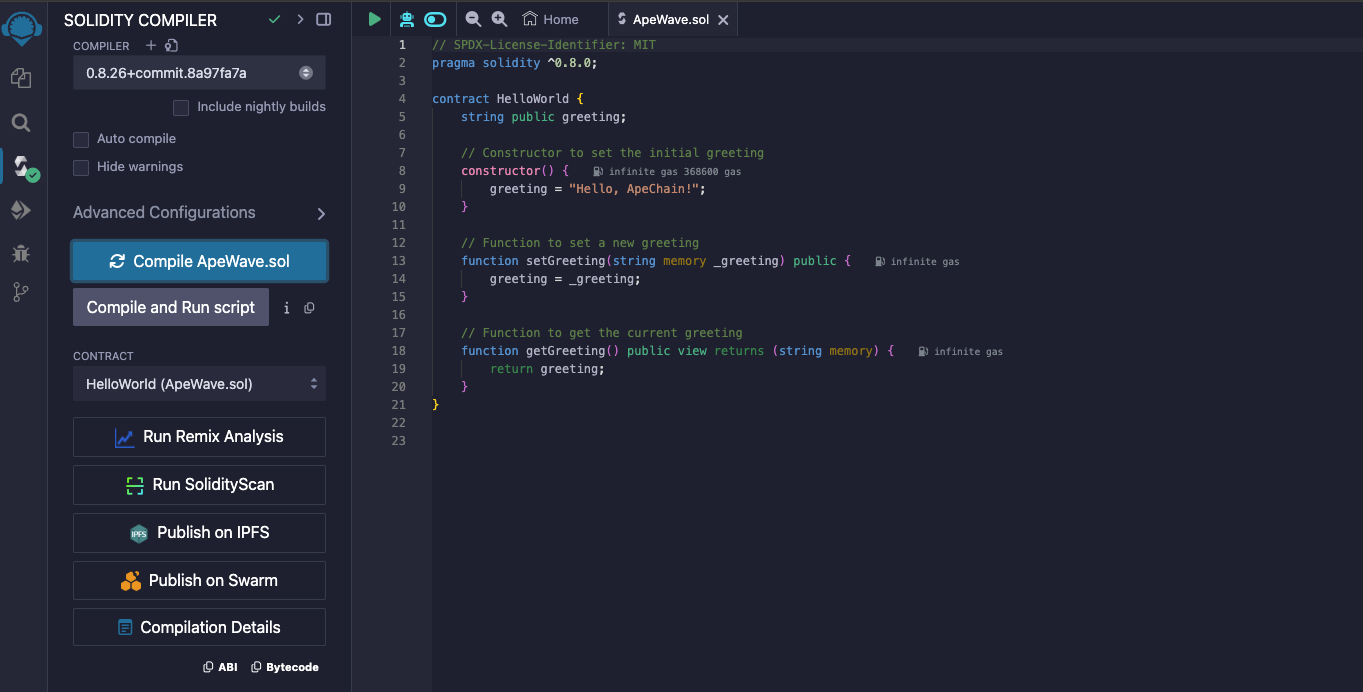 SOLIDITY COMPILER
COMPILER
0.8.26+commit.8a97fa7a
Include nightly builds
Auto compile
Hide warnings
Advanced Configurations
Compile ApeWave.sol
Compile and Run script
CONTRACT
HelloWorld (ApeWave.sol)
Run Remix Analysis
Run SolidityScan
IPFS Publish on IPFS
Publish on Swarm
Compilation Details
ABI Bytecode
Home ApeWave.sol
1 // SPDX-License-Identifier: MIT
2 pragma solidity ^0.8.0;
3
4 contract HelloWorld {
5 string public greeting;
6
7 // Constructor to set the initial greeting
8 constructor() { infinite gas 368600 gas
9 greeting = "Hello, ApeChain!";
10 }
11
12 // Function to set a new greeting
13 function setGreeting(string memory _greeting) public { infinite gas
14 greeting = _greeting;
15 }
16
17 // Function to get the current greeting
18 function getGreeting() public view returns (string memory) { infinite gas
19 return greeting;
20 }
21 }
22
23